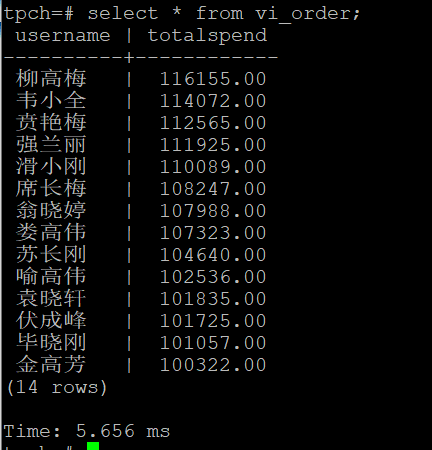 tpch=# select * from vi_order;
 username | totalspend
----------+------------
 柳高梅   |  116155.00
 韦小全   |  114072.00
 贲艳梅   |  112565.00
 强兰丽   |  111925.00
 滑小刚   |  110089.00
 席长梅   |  108247.00
 翁晓婷   |  107988.00
 娄高伟   |  107323.00
 苏长刚   |  104640.00
 喻高伟   |  102536.00
 袁晓轩   |  101835.00
 伏成峰   |  101725.00
 毕晓刚   |  101057.00
 金高芳   |  100322.00
(14 rows)
Time: 5.656 ms
tpch=#